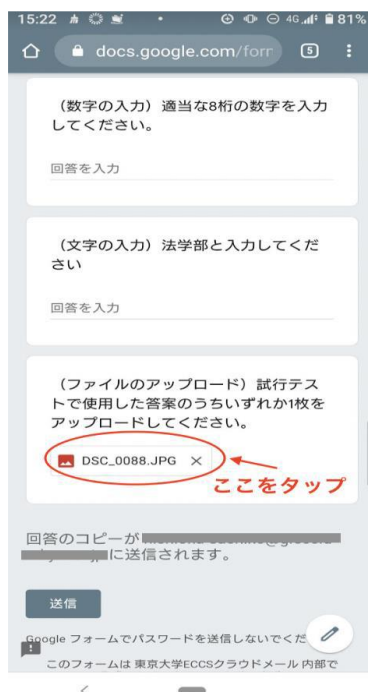 15:22
4G
81%
docs.google.com/forr
5
（数字の入力）適当な8桁の数字を入力
してください。
回答を入力
（文字の入力）法学部と入力してくだ
さい
回答を入力
（ファイルのアップロード）試行テス
トで使用した答案のうちいずれか1枚を
アップロードしてください。
DSC_0088.JPG
ここをタップ
回答のコピーが
に送信されます。
送信
Google フォームでパスワードを送信しないでくだ
このフォームは 東京大学ECCSクラウドメール 内部で